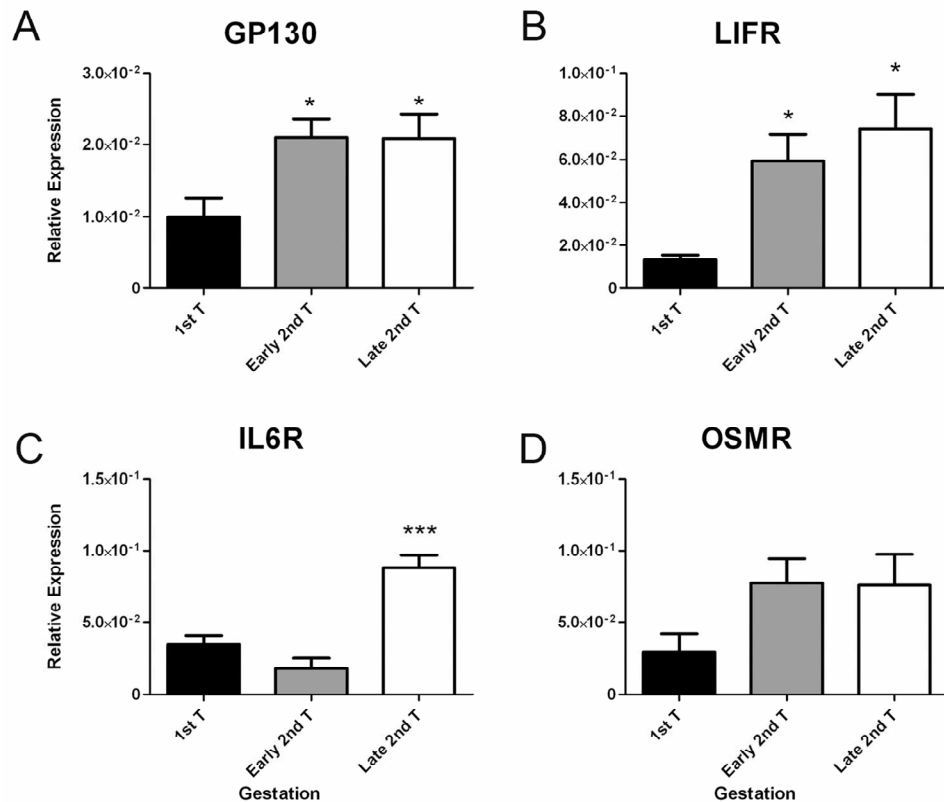 A
GP130
Relative Expression
3.0×10⁻²
2.0×10⁻²
1.0×10⁻²
0
*
*
1st T
Early 2nd T
Late 2nd T
B
LIFR
1.0×10⁻¹
8.0×10⁻²
6.0×10⁻²
4.0×10⁻²
2.0×10⁻²
0
*
*
1st T
Early 2nd T
Late 2nd T
C
IL6R
Relative Expression
1.5×10⁻¹
1.0×10⁻¹
5.0×10⁻²
0
***
1st T
Early 2nd T
Late 2nd T
Gestation
D
OSMR
1.5×10⁻¹
1.0×10⁻¹
5.0×10⁻²
0
1st T
Early 2nd T
Late 2nd T
Gestation